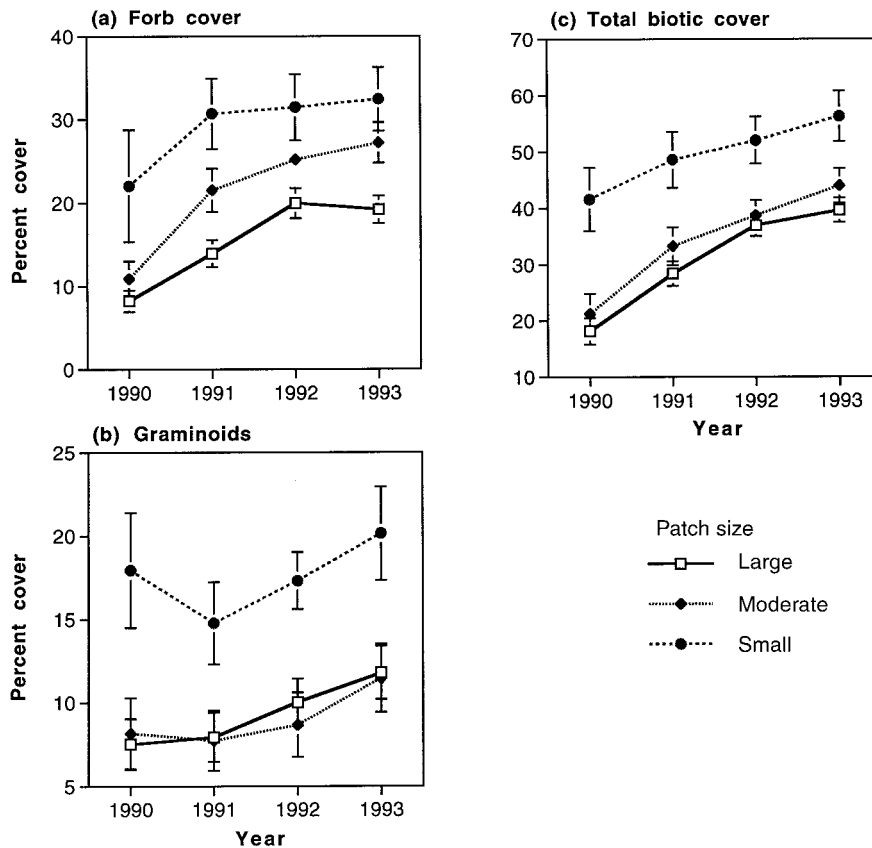 (a) Forb cover
Percent cover
40
30
20
10
0
1990 1991 1992 1993
(c) Total biotic cover
70
60
50
40
30
20
10
1990 1991 1992 1993
Year
(b) Graminoids
Percent cover
25
20
15
10
5
1990 1991 1992 1993
Year
Patch size
Large
Moderate
Small